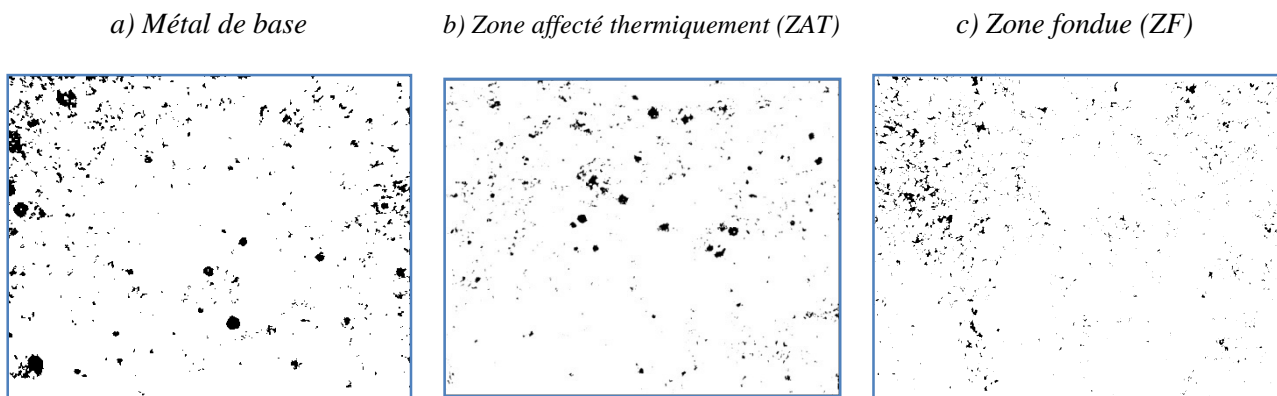 a) Métal de base
b) Zone affecté thermiquement (ZAT)
c) Zone fondue (ZF)